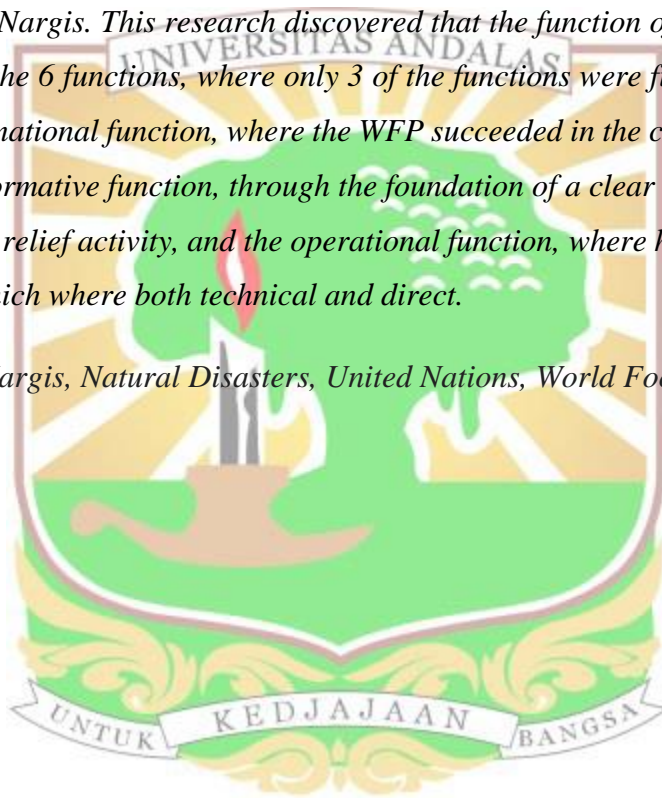 Nargis. This research discovered that the function o
UNIVERSITAS ANDALAS
he 6 functions, where only 3 of the functions were f
national function, where the WFP succeeded in the c
ormative function, through the foundation of a clear
relief activity, and the operational function, where h
ich where both technical and direct.
argis, Natural Disasters, United Nations, World Foo
UNTUK KEDJAJAAN BANGSA